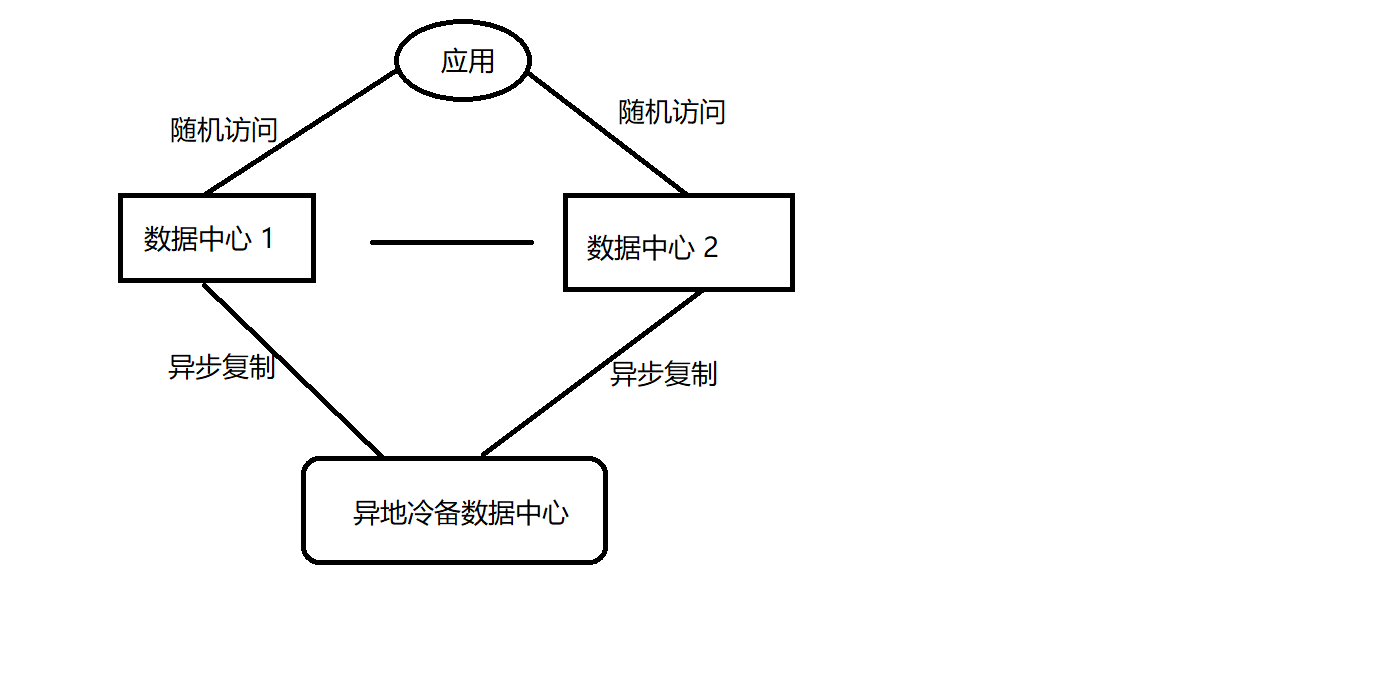 应用
随机访问
随机访问
数据中心 1
数据中心 2
异步复制
异步复制
异地冷备数据中心